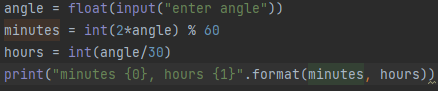 angle = float(input("enter angle"))
minutes = int(2*angle) % 60
hours = int(angle/30)
print("minutes {0}, hours {1}".format(minutes, hours))